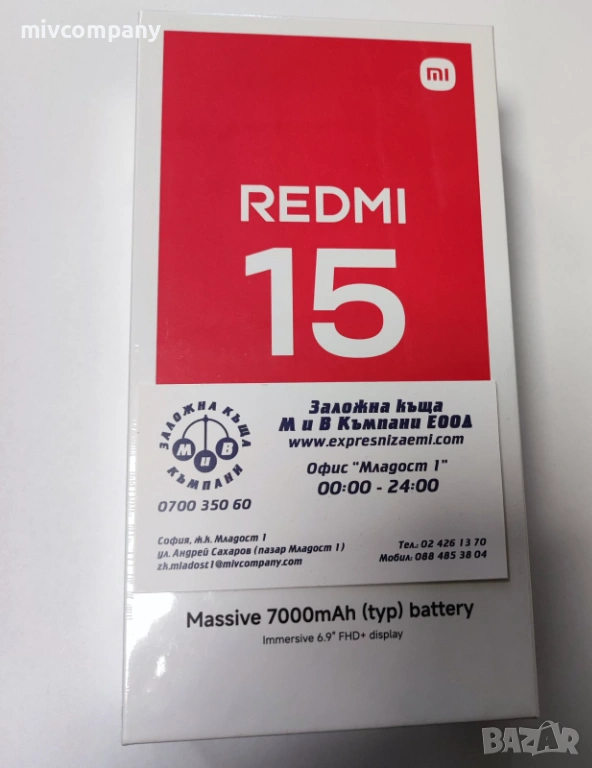 mivcompany
mi
REDMI
15
ЗАЛОЖНА КЪЩА
М и В
КЪМПАНИ
0700 350 60
Заложна къща
М и В Къмпани ЕООД
www.expresnizaemi.com
Офис "Младост 1"
00:00 - 24:00
София, ж.к. Младост 1
ул. Андрей Сахаров (пазар Младост 1)
zh.mladost1@mivcompany.com
Тел.: 02 426 13 70
Мобил: 088 485 38 04
Massive 7000mAh (typ) battery
Immersive 6.9" FHD+ display
BAZAR